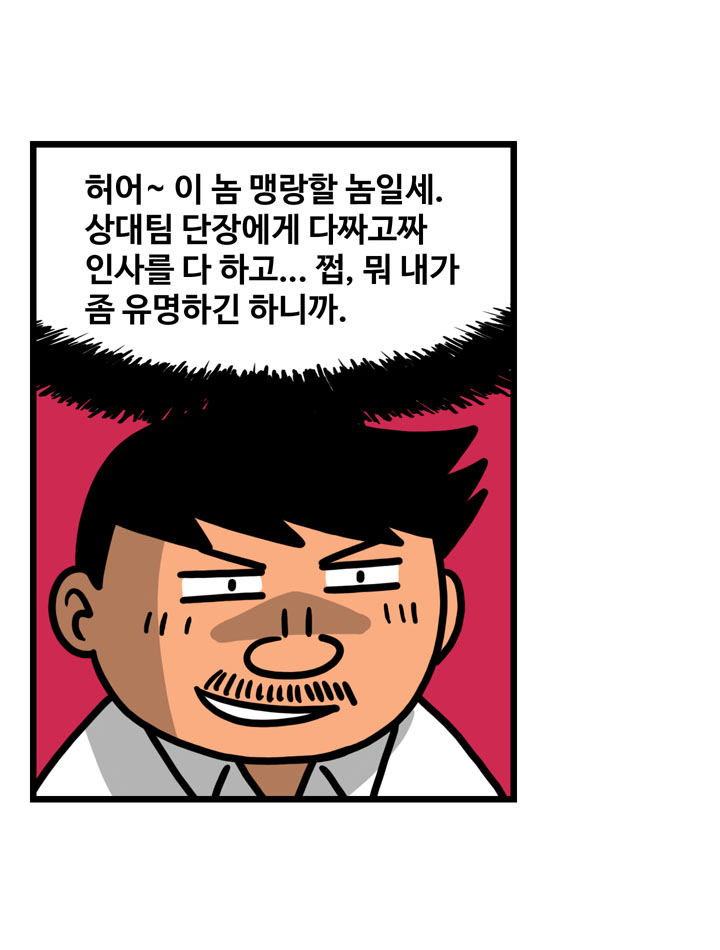 허어~ 이 놈 맹랑할 놈일세.
상대팀 단장에게 다짜고짜
인사를 다 하고... 쩝, 뭐 내가
좀 유명하긴 하니까.